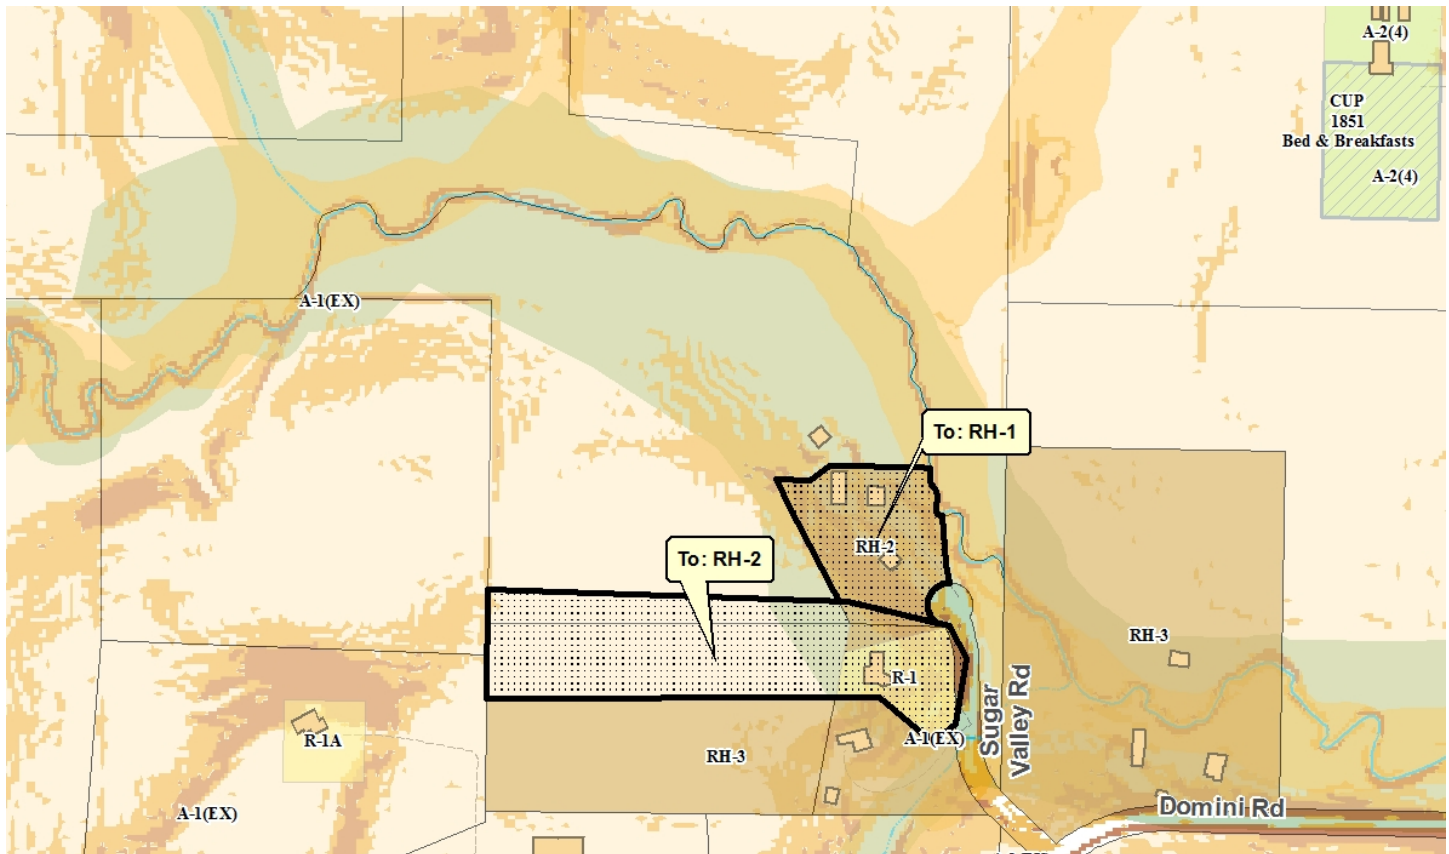 A-2(4)
CUP
1851
Bed & Breakfasts
A-2(4)
A-1(EX)
To: RH-1
To: RH-2
RH-2
RH-3
R-1
R-1A
A-1(EX)
RH-3
Sugar
Valley Rd
A-1(EX)
Domini Rd